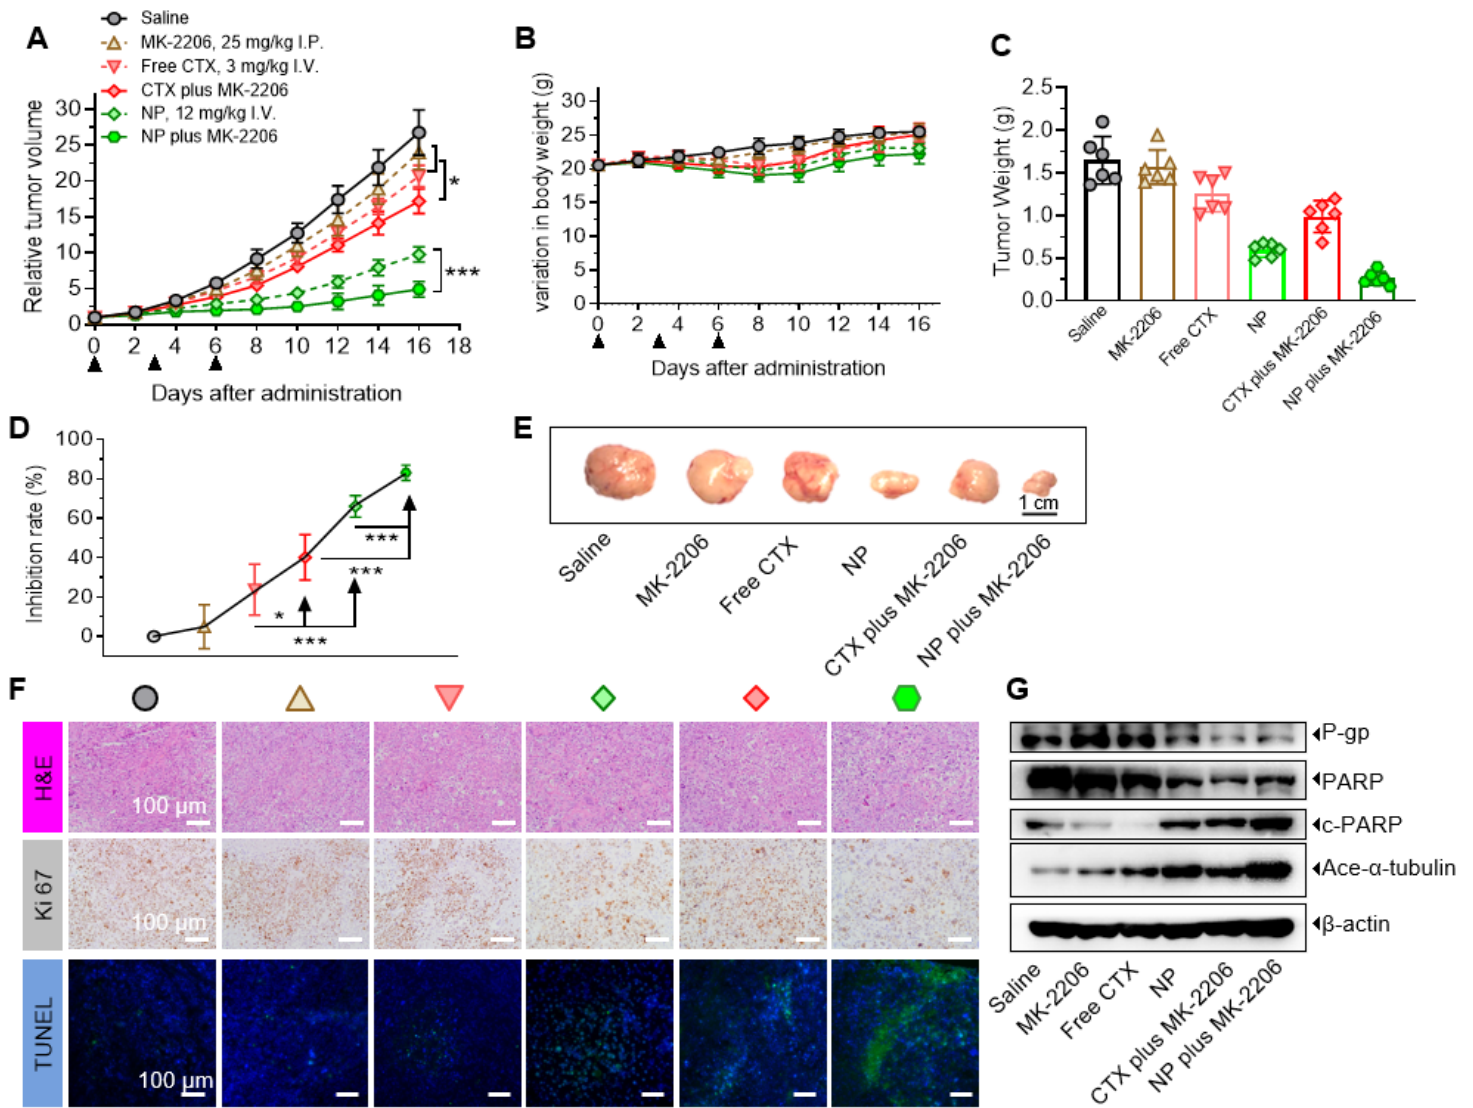 A
Saline
MK-2206, 25 mg/kg I.P.
Free CTX, 3 mg/kg I.V.
CTX plus MK-2206
NP, 12 mg/kg I.V.
NP plus MK-2206
Relative tumor volume
30
25
20
15
10
5
0
0 2 4 6 8 10 12 14 16 18
Days after administration
*
***
B
variation in body weight (g)
30
25
20
15
10
5
0
0 2 4 6 8 10 12 14 16
Days after administration
C
Tumor Weight (g)
2.5
2.0
1.5
1.0
0.5
0.0
Saline
MK-2206
Free CTX
NP
CTX plus MK-2206
NP plus MK-2206
D
Inhibition rate (%)
100
80
60
40
20
0
***
***
*
***
E
1 cm
Saline
MK-2206
Free CTX
NP
CTX plus MK-2206
NP plus MK-2206
F
H&E
100 μm
Ki 67
100 μm
TUNEL
100 μm
G
P-gp
PARP
c-PARP
Ace-α-tubulin
β-actin
Saline
MK-2206
Free CTX
NP
CTX plus MK-2206
NP plus MK-2206